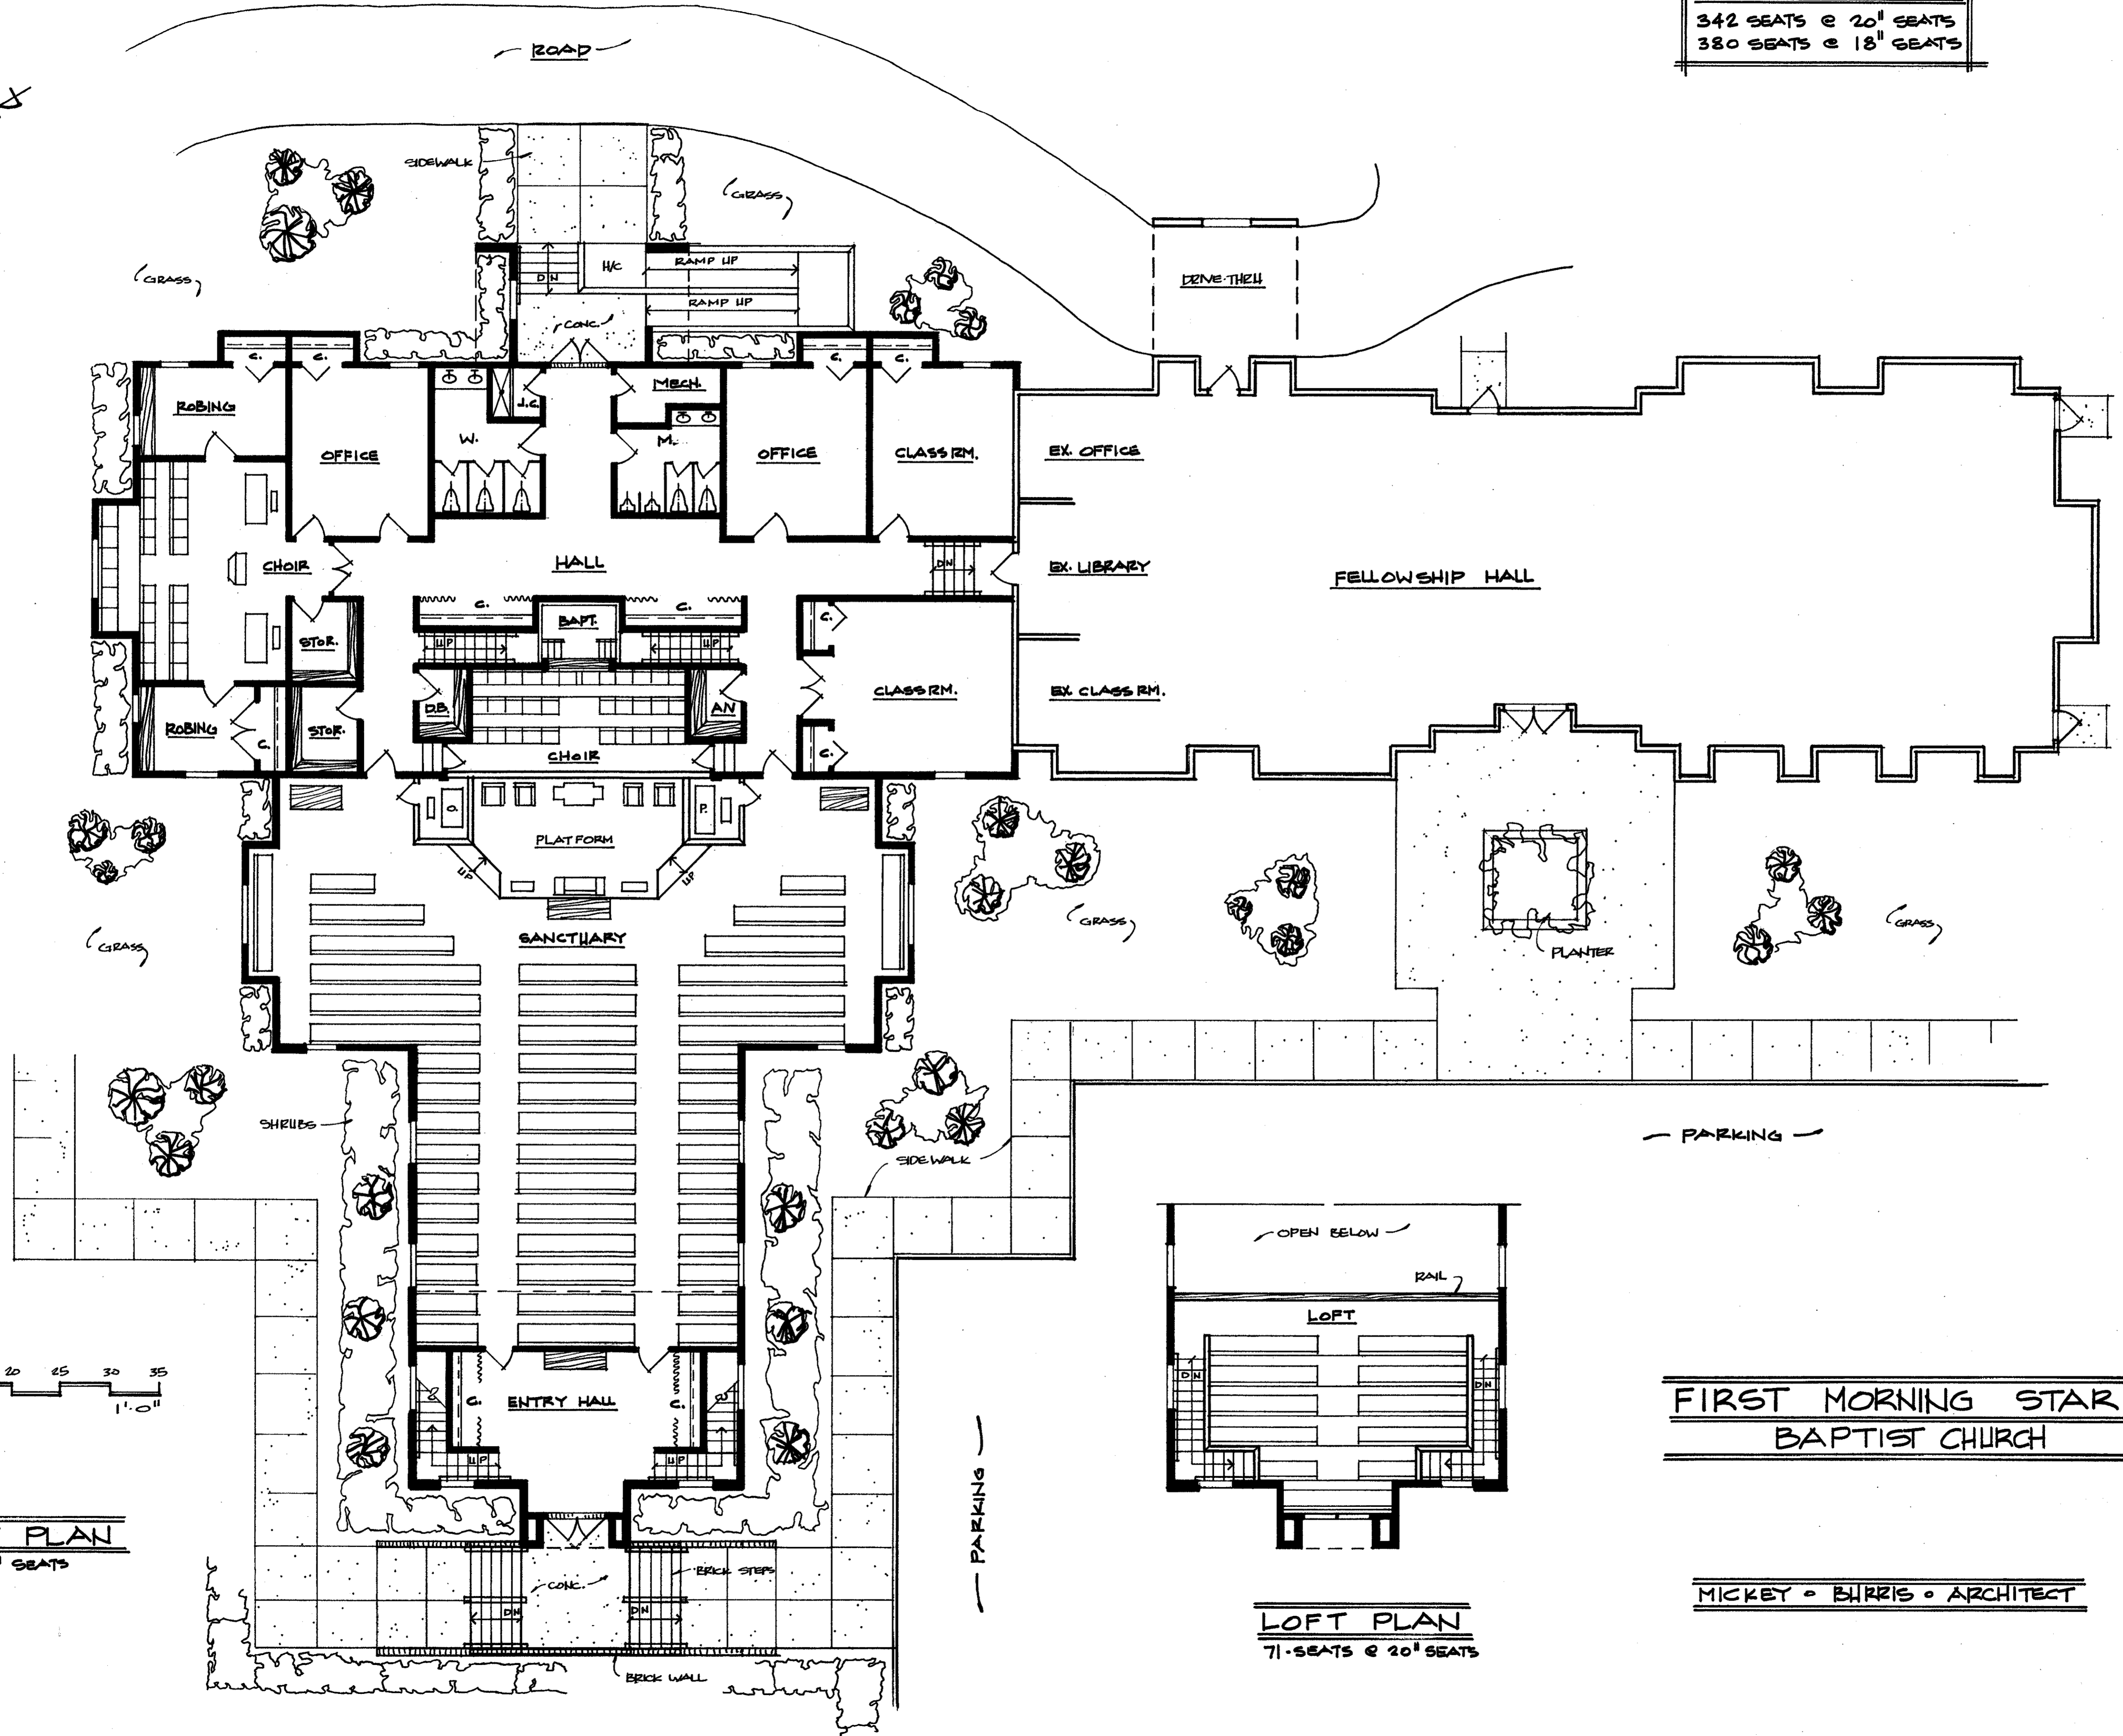 342 SEATS @ 20" SEATS
380 SEATS @ 18" SEATS
ROAD
SIDEWALK
GRASS
GRASS
DN
H/C
RAMP UP
RAMP UP
CONC.
DRIVE-THRU
C.
C.
C.
C.
ROBING
OFFICE
W.
J.C.
MECH.
M.
OFFICE
CLASS RM.
EX. OFFICE
CHOIR
HALL
DN
EX. LIBRARY
FELLOWSHIP HALL
STOR.
C.
BAPT.
C.
C.
UP
UP
ROBING
C.
STOR.
D.B.
AN
CLASS RM.
EX. CLASS RM.
CHOIR
C.
O.
P.
PLATFORM
UP
UP
SANCTUARY
GRASS
GRASS
GRASS
PLANTER
SHRUBS
SIDEWALK
PARKING
OPEN BELOW
RAIL
LOFT
DN
DN
20 25 30 35
1'-0"
C.
ENTRY HALL
C.
UP
UP
FIRST MORNING STAR
BAPTIST CHURCH
PARKING
PLAN
SEATS
CONC.
BRICK STEPS
DN
DN
BRICK WALL
LOFT PLAN
71-SEATS @ 20" SEATS
MICKEY • BURRIS • ARCHITECT